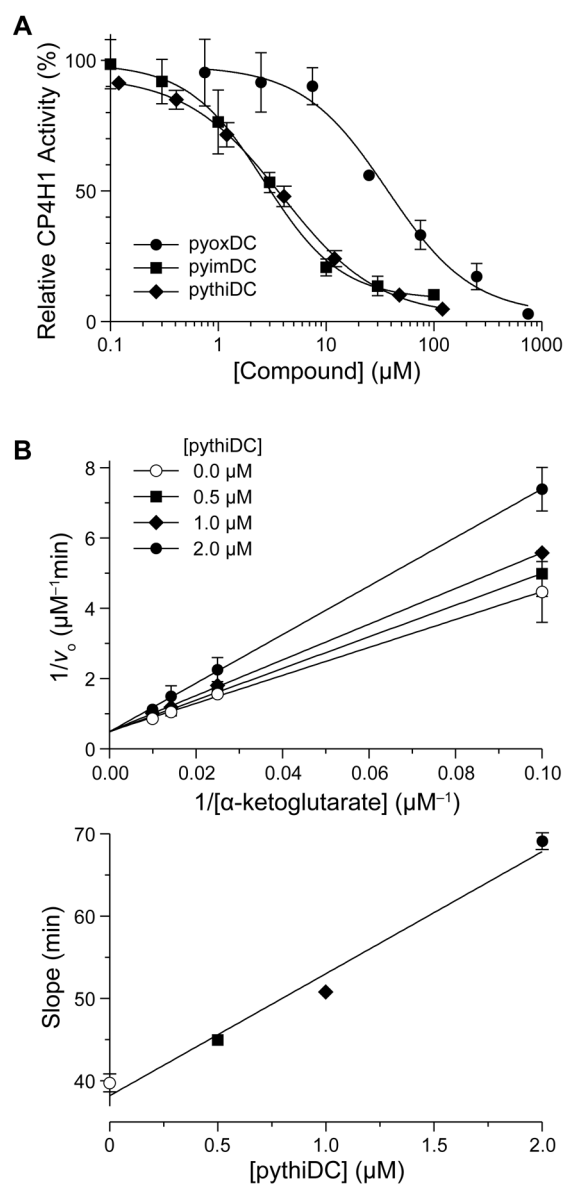 A
Relative CP4H1 Activity (%)
100
50
0
pyoxDC
pyimDC
pythiDC
0.1 1 10 100 1000
[Compound] (µM)
B
[pythiDC]
0.0 µM
0.5 µM
1.0 µM
2.0 µM
1/vₒ (µM⁻¹min)
8
6
4
2
0
0.00 0.02 0.04 0.06 0.08 0.10
1/[α-ketoglutarate] (µM⁻¹)
Slope (min)
70
60
50
40
0 0.5 1.0 1.5 2.0
[pythiDC] (µM)